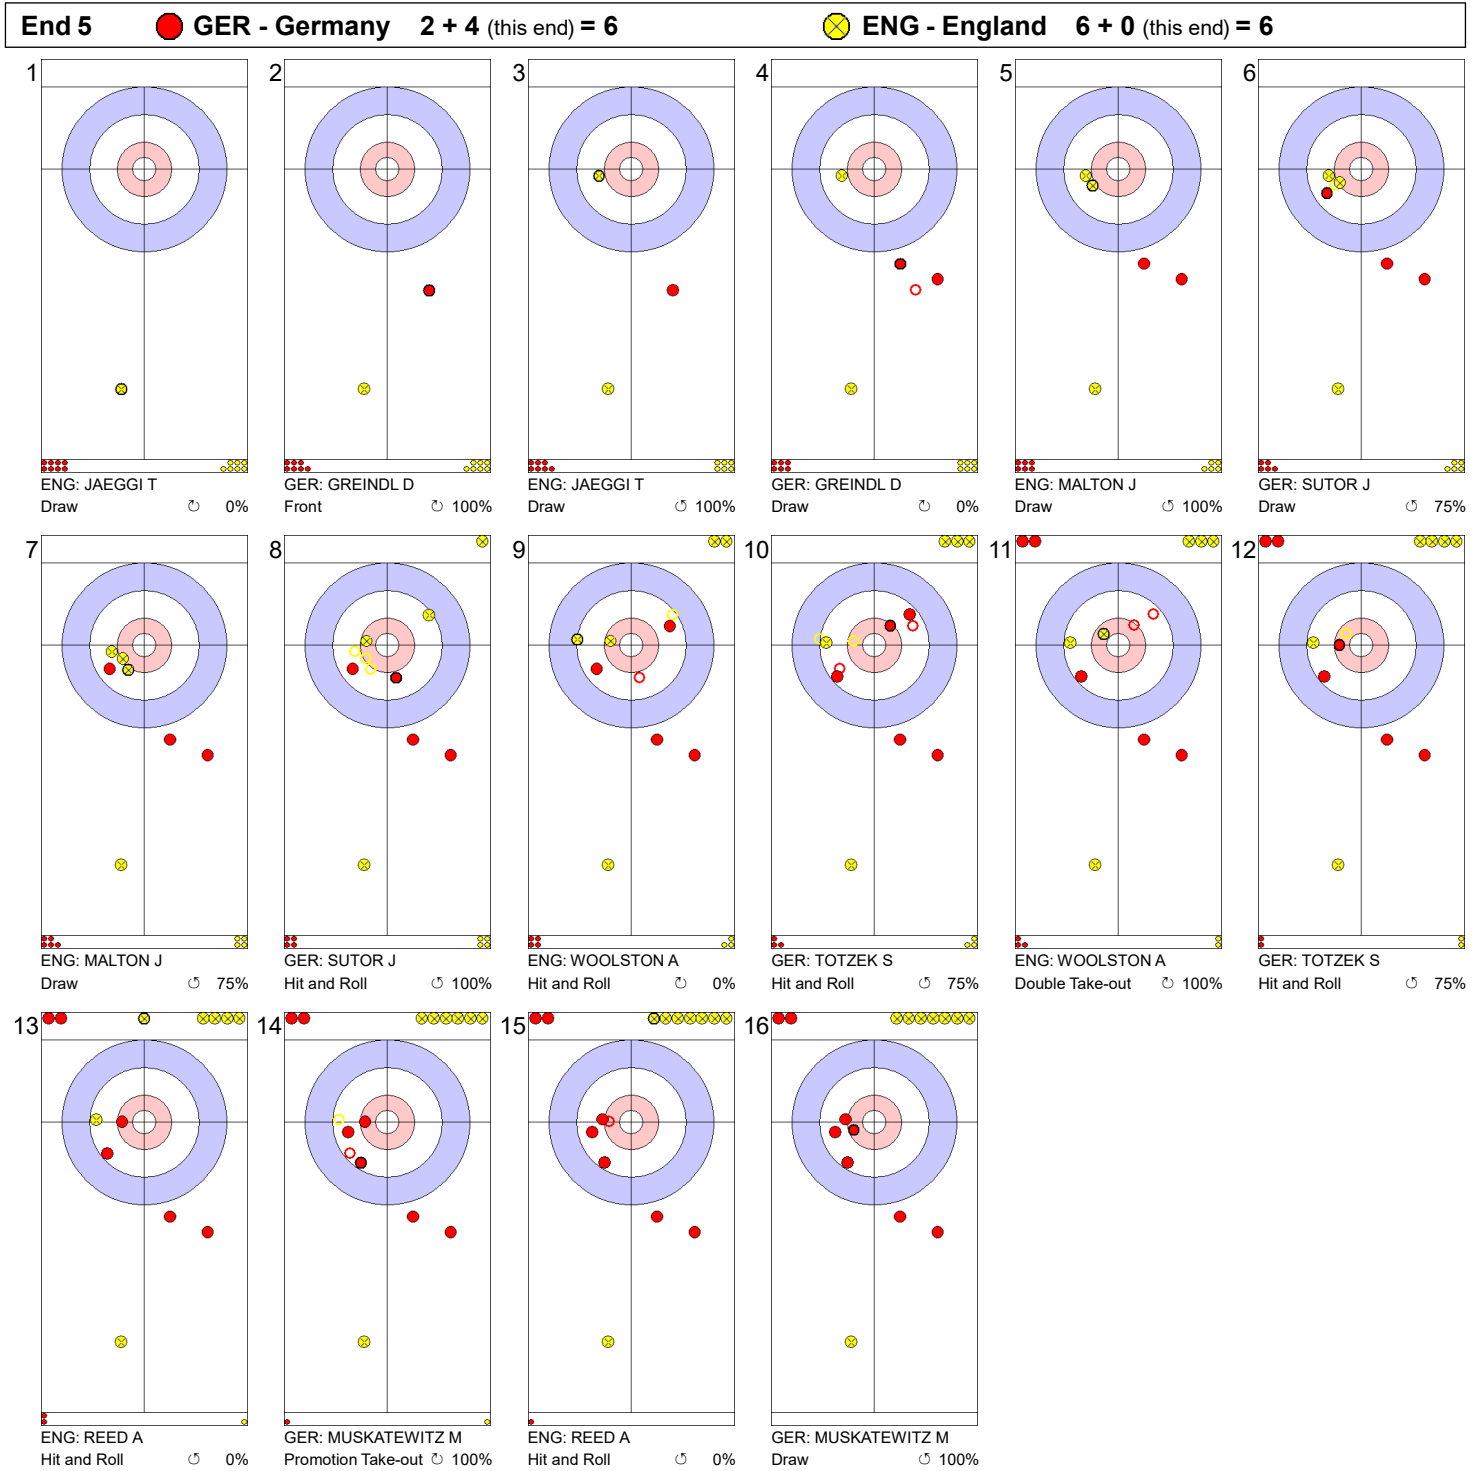 End 5 GER - Germany 2 + 4 (this end) = 6 ENG - England 6 + 0 (this end) = 6
1 2 3 4 5 6
ENG: JAEGGI T GER: GREINDL D ENG: JAEGGI T GER: GREINDL D ENG: MALTON J GER: SUTOR J
Draw ↻ 0% Front ↻ 100% Draw ↺ 100% Draw ↻ 0% Draw ↺ 100% Draw ↺ 75%
7 8 9 10 11 12
ENG: MALTON J GER: SUTOR J ENG: WOOLSTON A GER: TOTZEK S ENG: WOOLSTON A GER: TOTZEK S
Draw ↺ 75% Hit and Roll ↺ 100% Hit and Roll ↻ 0% Hit and Roll ↺ 75% Double Take-out ↻ 100% Hit and Roll ↺ 75%
13 14 15 16
ENG: REED A GER: MUSKATEWITZ M ENG: REED A GER: MUSKATEWITZ M
Hit and Roll ↺ 0% Promotion Take-out ↻ 100% Hit and Roll ↺ 0% Draw ↺ 100%